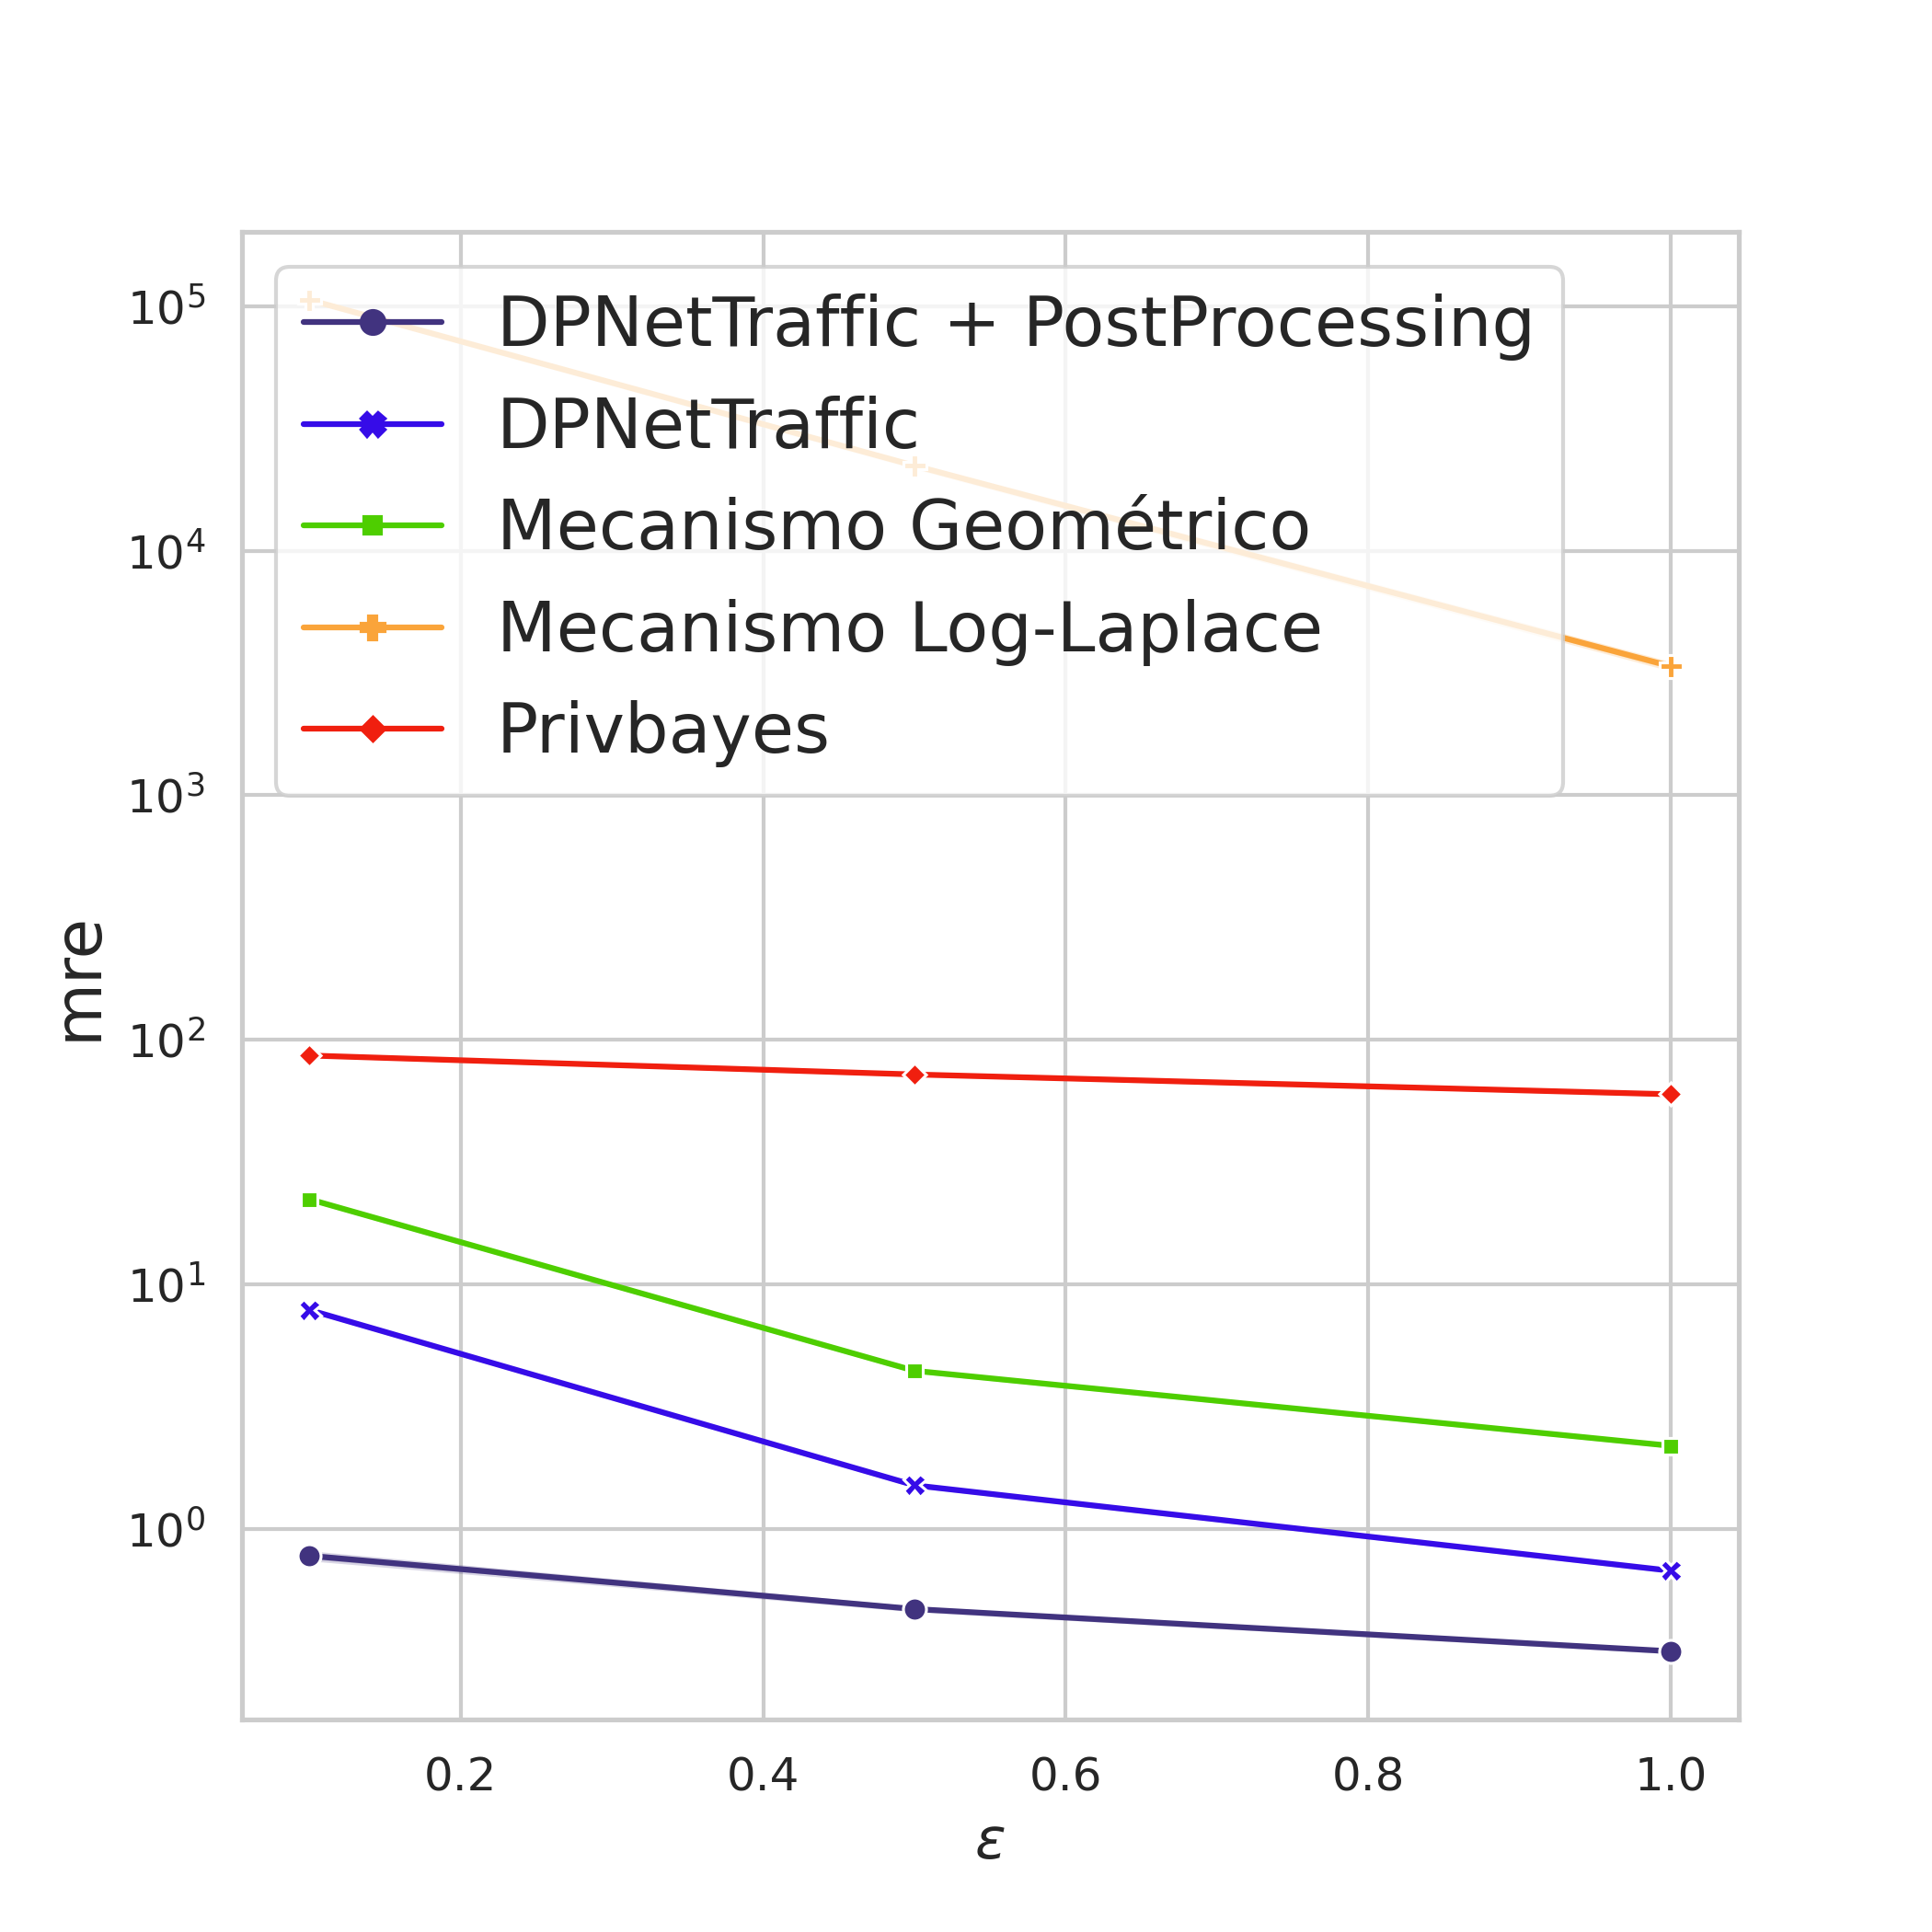 DPNetTraffic + PostProcessing
DPNetTraffic
Mecanismo Geométrico
Mecanismo Log-Laplace
Privbayes
10⁵
10⁴
10³
10²
10¹
10⁰
mre
0.2 0.4 0.6 0.8 1.0
ε